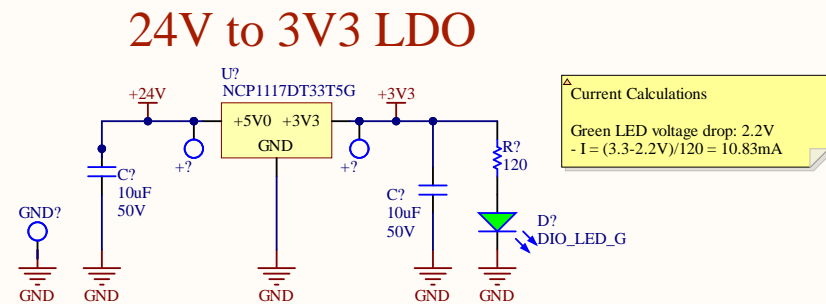 24V to 3V3 LDO
U?
NCP1117DT33T5G
+24V
+3V3
+5V0 +3V3
GND
+?
+?
C?
10uF
50V
C?
10uF
50V
R?
120
D?
DIO_LED_G
GND?
GND
GND
GND
GND
GND
Current Calculations
Green LED voltage drop: 2.2V
- I = (3.3-2.2V)/120 = 10.83mA